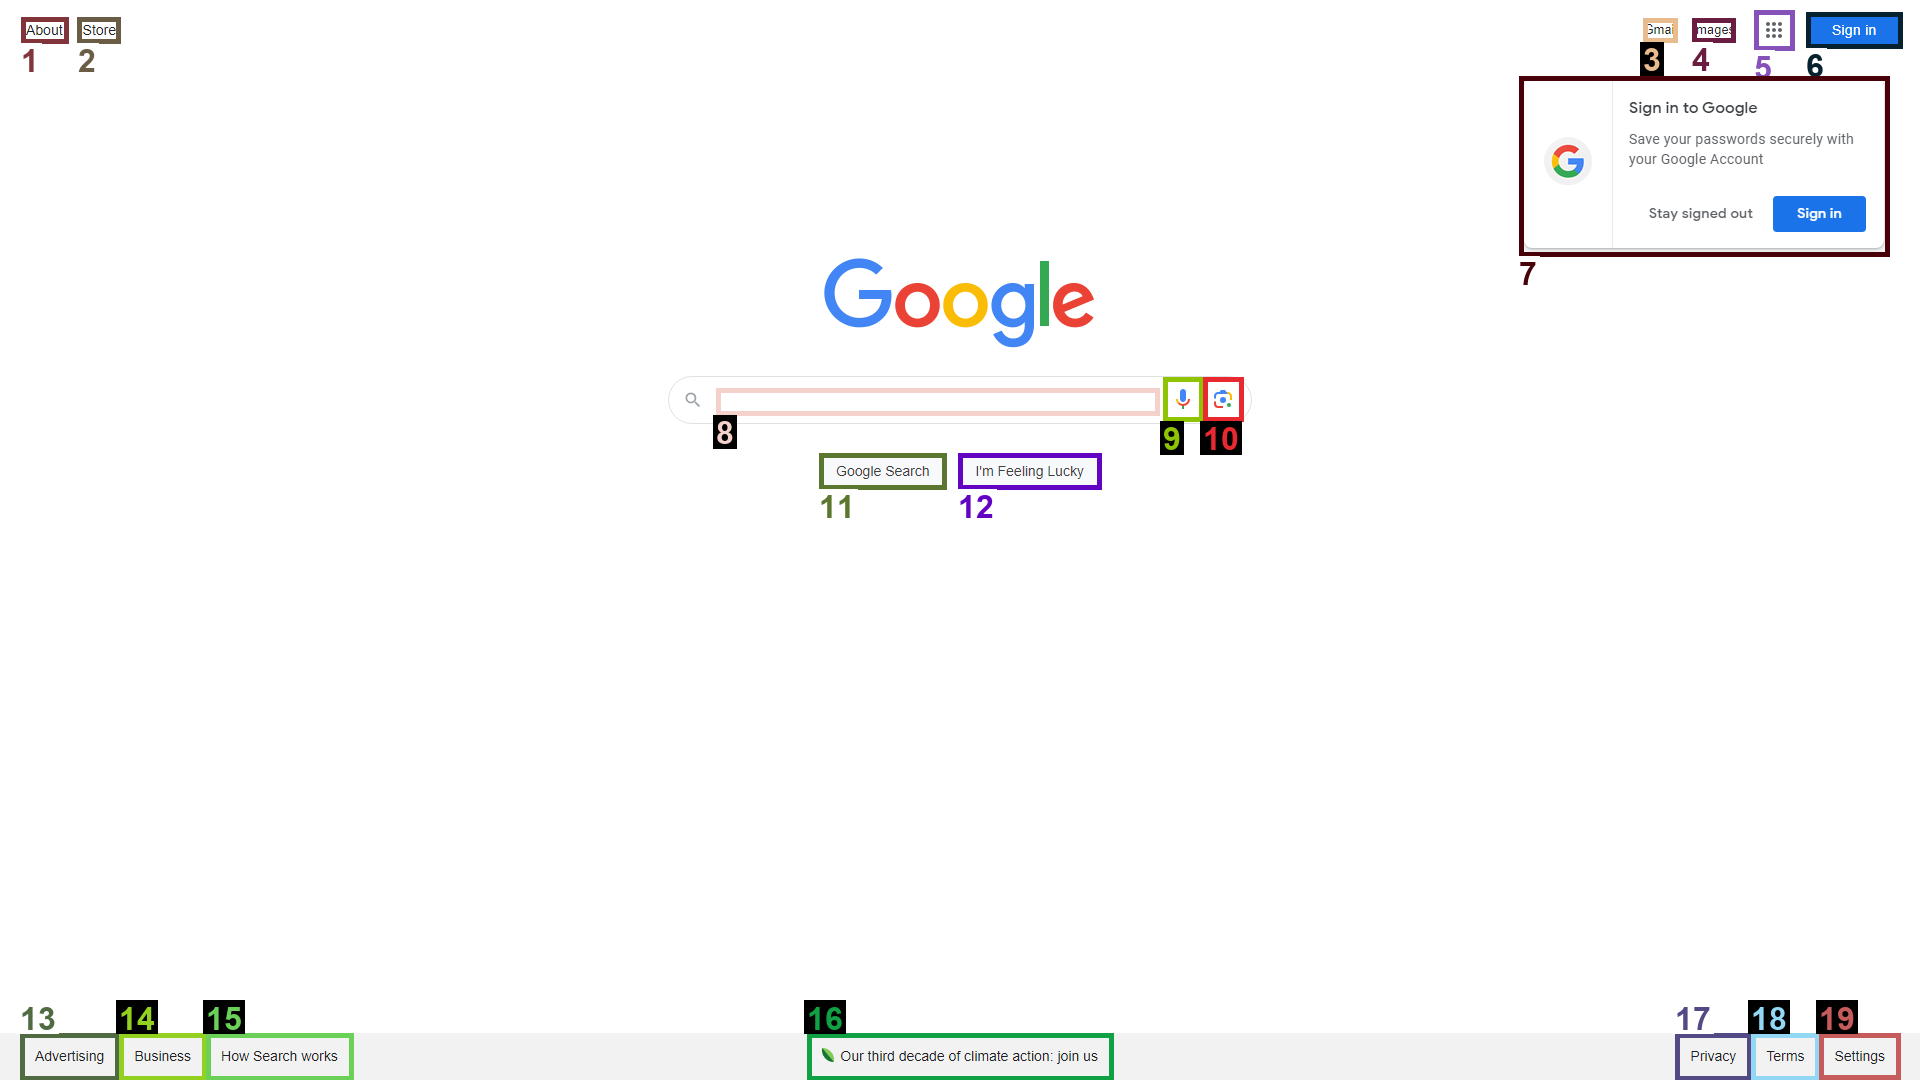 About
Store
Gmai
mages
Sign in
1
2
3
4
5
6
Sign in to Google
Save your passwords securely with
your Google Account
Stay signed out
Sign in
7
Google
8
9
10
Google Search
I'm Feeling Lucky
11
12
13
14
15
16
17
18
19
Advertising
Business
How Search works
Our third decade of climate action: join us
Privacy
Terms
Settings